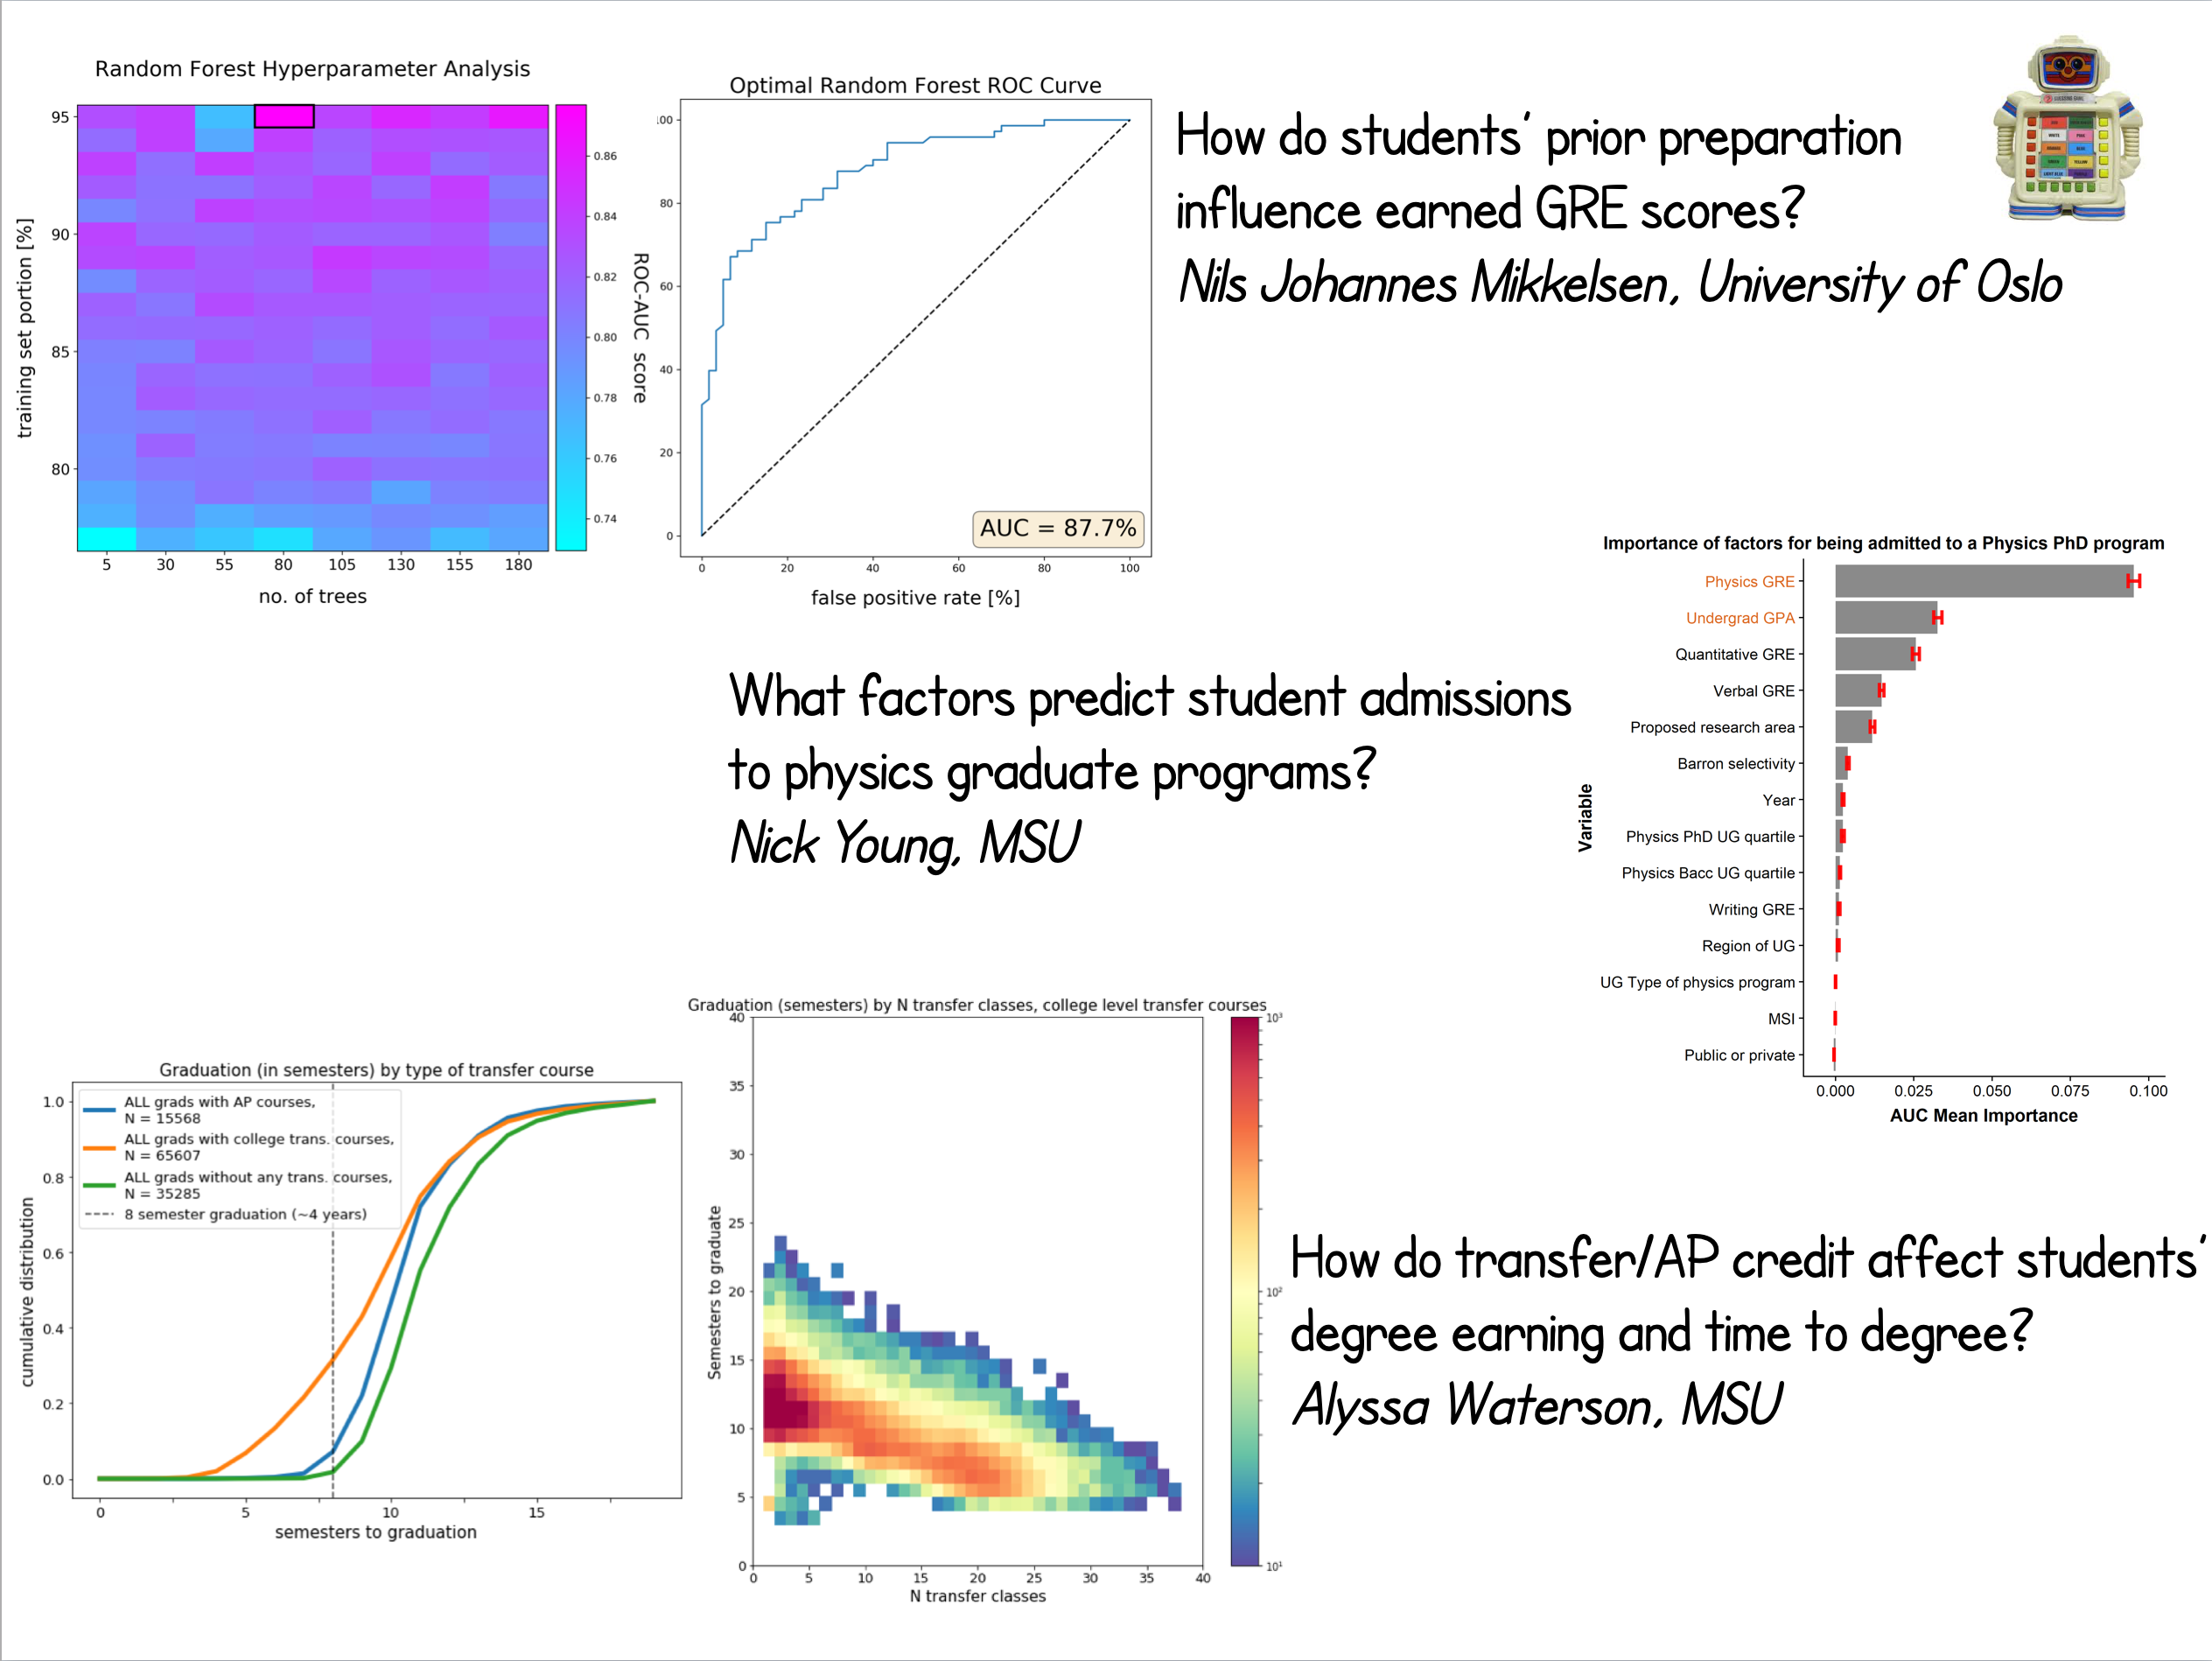 Random Forest Hyperparameter Analysis
95
90
85
80
training set portion [%]
5 30 55 80 105 130 155 180
no. of trees
0.86
0.84
0.82
0.80
0.78
0.76
0.74
ROC-AUC score
Optimal Random Forest ROC Curve
100
80
60
40
20
0
AUC = 87.7%
0 20 40 60 80 100
false positive rate [%]
How do students' prior preparation
influence earned GRE scores?
Nils Johannes Mikkelsen, University of Oslo
What factors predict student admissions
to physics graduate programs?
Nick Young, MSU
Importance of factors for being admitted to a Physics PhD program
Variable
Physics GRE
Undergrad GPA
Quantitative GRE
Verbal GRE
Proposed research area
Barron selectivity
Year
Physics PhD UG quartile
Physics Bacc UG quartile
Writing GRE
Region of UG
UG Type of physics program
MSI
Public or private
0.000 0.025 0.050 0.075 0.100
AUC Mean Importance
Graduation (in semesters) by type of transfer course
ALL grads with AP courses,
N = 15568
ALL grads with college trans. courses,
N = 65607
ALL grads without any trans. courses,
N = 35285
8 semester graduation (~4 years)
cumulative distribution
1.0
0.8
0.6
0.4
0.2
0.0
0 5 10 15
semesters to graduation
Graduation (semesters) by N transfer classes, college level transfer courses
Semesters to graduate
40
35
30
25
20
15
10
5
0
0 5 10 15 20 25 30 35 40
N transfer classes
10³
10²
10¹
How do transfer/AP credit affect students'
degree earning and time to degree?
Alyssa Waterson, MSU